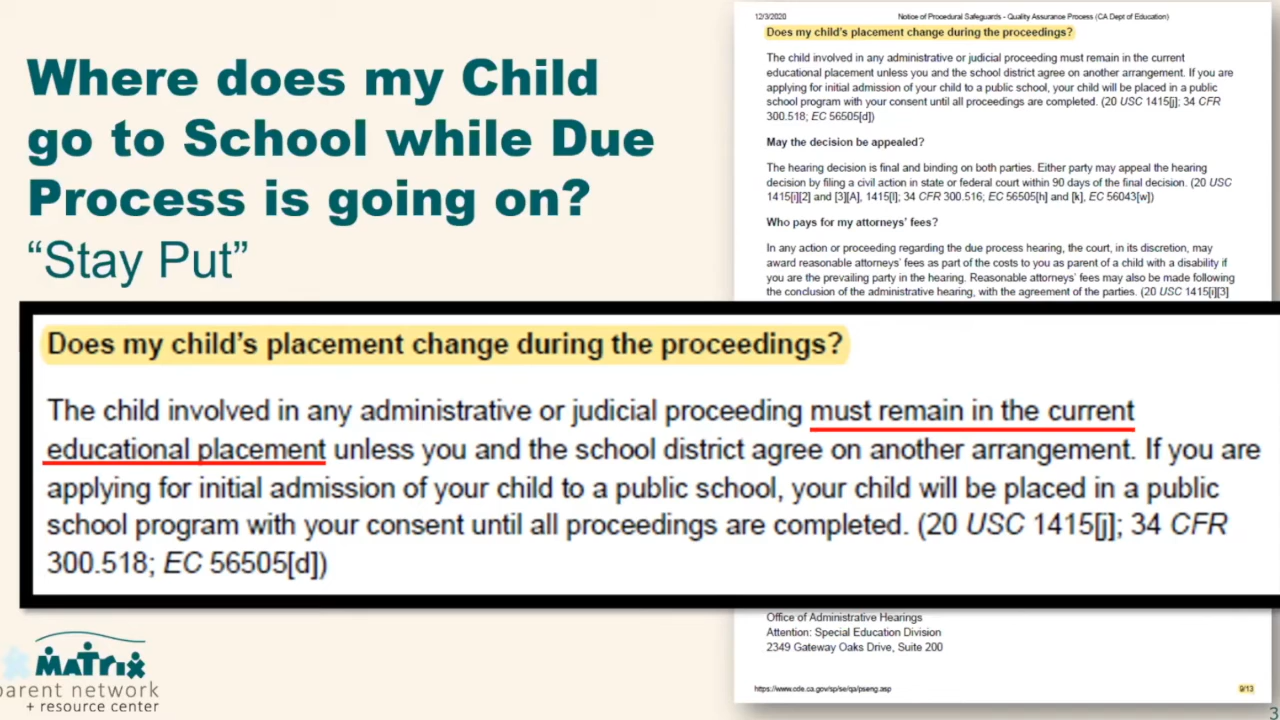 Where does my Child
go to School while Due
Process is going on?
“Stay Put”
12/3/2020 Notice of Procedural Safeguards - Quality Assurance Process (CA Dept of Education)
Does my child's placement change during the proceedings?
The child involved in any administrative or judicial proceeding must remain in the current
educational placement unless you and the school district agree on another arrangement. If you are
applying for initial admission of your child to a public school, your child will be placed in a public
school program with your consent until all proceedings are completed. (20 USC 1415[j]; 34 CFR
300.518; EC 56505[d])
May the decision be appealed?
The hearing decision is final and binding on both parties. Either party may appeal the hearing
decision by filing a civil action in state or federal court within 90 days of the final decision. (20 USC
1415[i][2] and [3][A], 1415[l]; 34 CFR 300.516; EC 56505[h] and [k], EC 56043[w])
Who pays for my attorneys' fees?
In any action or proceeding regarding the due process hearing, the court, in its discretion, may
award reasonable attorneys' fees as part of the costs to you as parent of a child with a disability if
you are the prevailing party in the hearing. Reasonable attorneys' fees may also be made following
the conclusion of the administrative hearing, with the agreement of the parties. (20 USC 1415[i][3]
Does my child's placement change during the proceedings?
The child involved in any administrative or judicial proceeding must remain in the current
educational placement unless you and the school district agree on another arrangement. If you are
applying for initial admission of your child to a public school, your child will be placed in a public
school program with your consent until all proceedings are completed. (20 USC 1415[j]; 34 CFR
300.518; EC 56505[d])
Office of Administrative Hearings
Attention: Special Education Division
2349 Gateway Oaks Drive, Suite 200
https://www.cde.ca.gov/sp/se/qa/pseng.asp 9/13
MATRIX
parent network
+ resource center
3